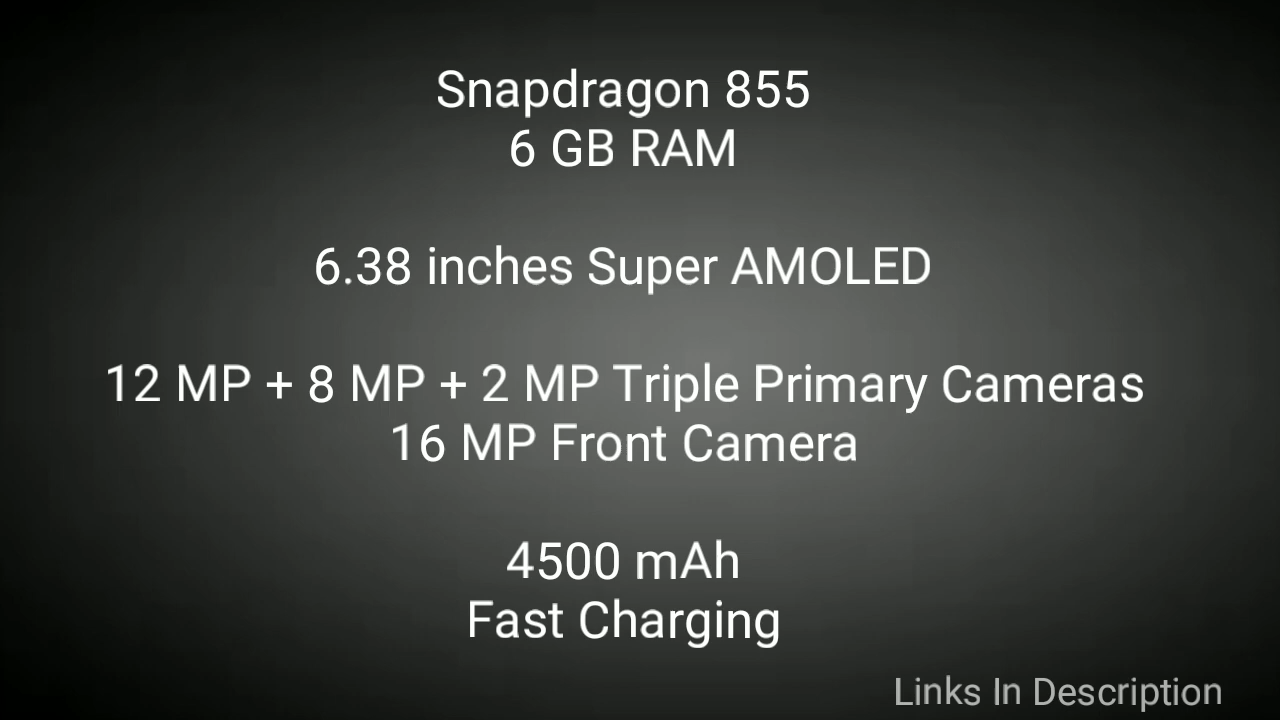 Snapdragon 855
6 GB RAM
6.38 inches Super AMOLED
12 MP + 8 MP + 2 MP Triple Primary Cameras
16 MP Front Camera
4500 mAh
Fast Charging
Links In Description